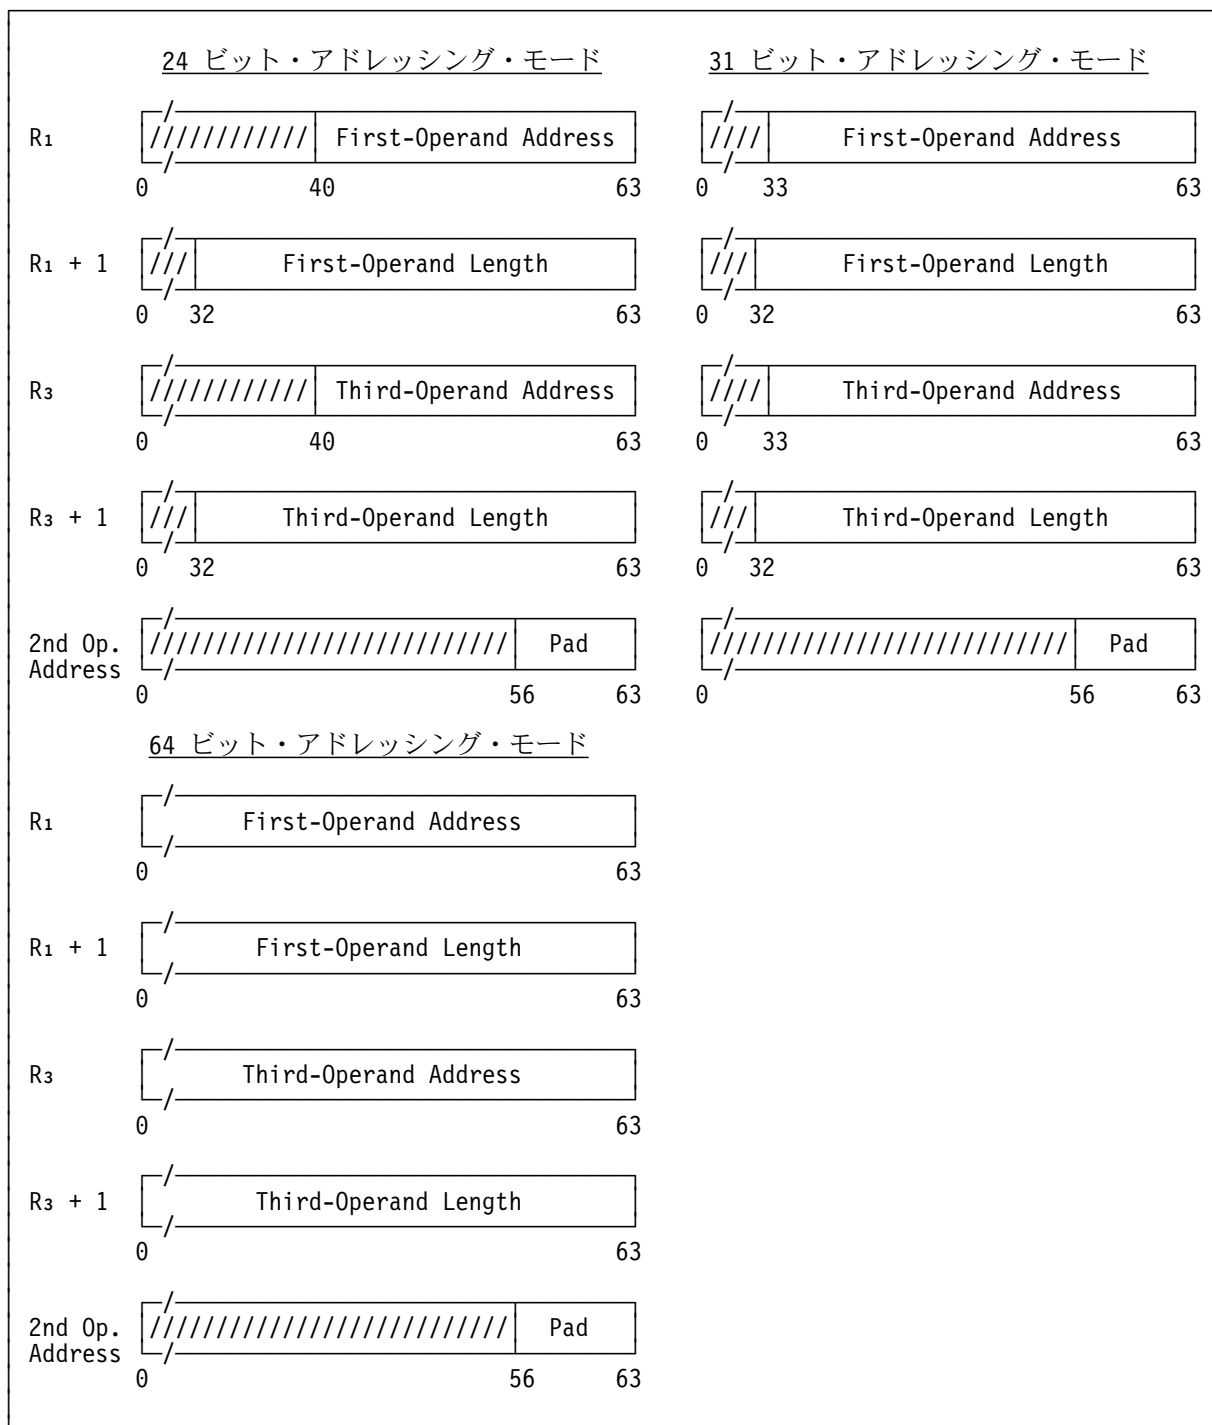 24 ビット・アドレッシング・モード 31 ビット・アドレッシング・モード
R₁ //////////// First-Operand Address //// First-Operand Address
0 40 63 0 33 63
R₁ + 1 /// First-Operand Length /// First-Operand Length
0 32 63 0 32 63
R₃ //////////// Third-Operand Address //// Third-Operand Address
0 40 63 0 33 63
R₃ + 1 /// Third-Operand Length /// Third-Operand Length
0 32 63 0 32 63
2nd Op. Address /////////////////////////// Pad /////////////////////////// Pad
0 56 63 0 56 63
64 ビット・アドレッシング・モード
R₁ First-Operand Address
0 63
R₁ + 1 First-Operand Length
0 63
R₃ Third-Operand Address
0 63
R₃ + 1 Third-Operand Length
0 63
2nd Op. Address /////////////////////////// Pad
0 56 63